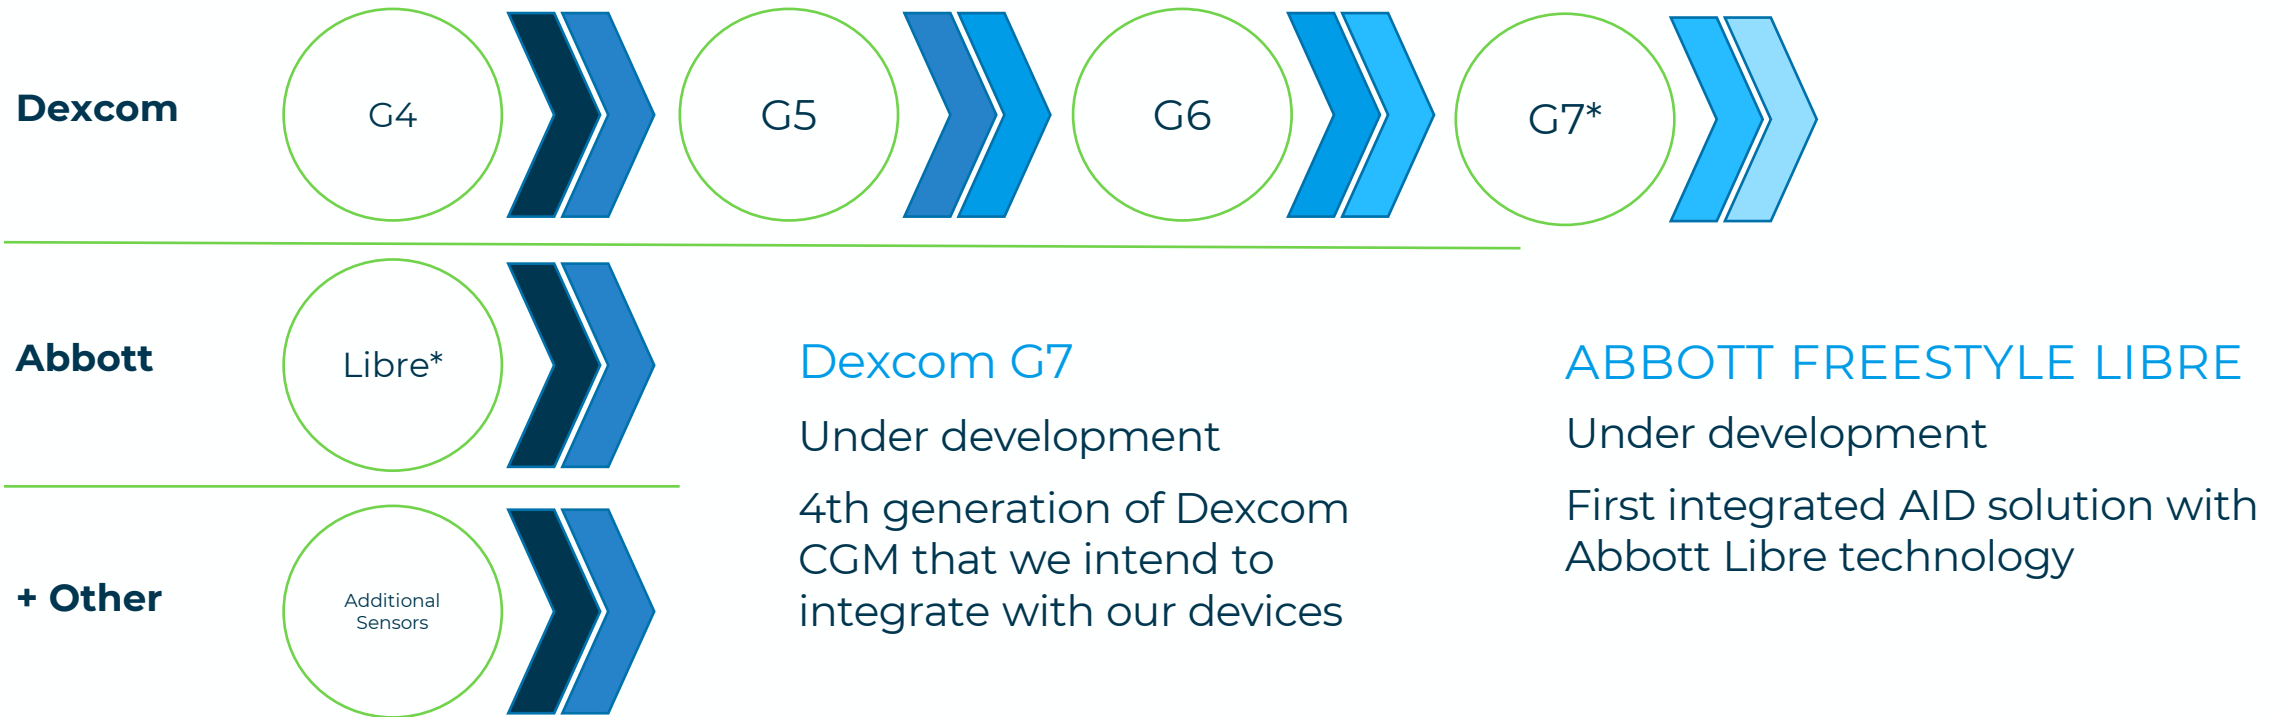 Dexcom
G4
G5
G6
G7*
Abbott
Libre*
+ Other
Additional
Sensors
Dexcom G7
Under development
4th generation of Dexcom
CGM that we intend to
integrate with our devices
ABBOTT FREESTYLE LIBRE
Under development
First integrated AID solution with
Abbott Libre technology